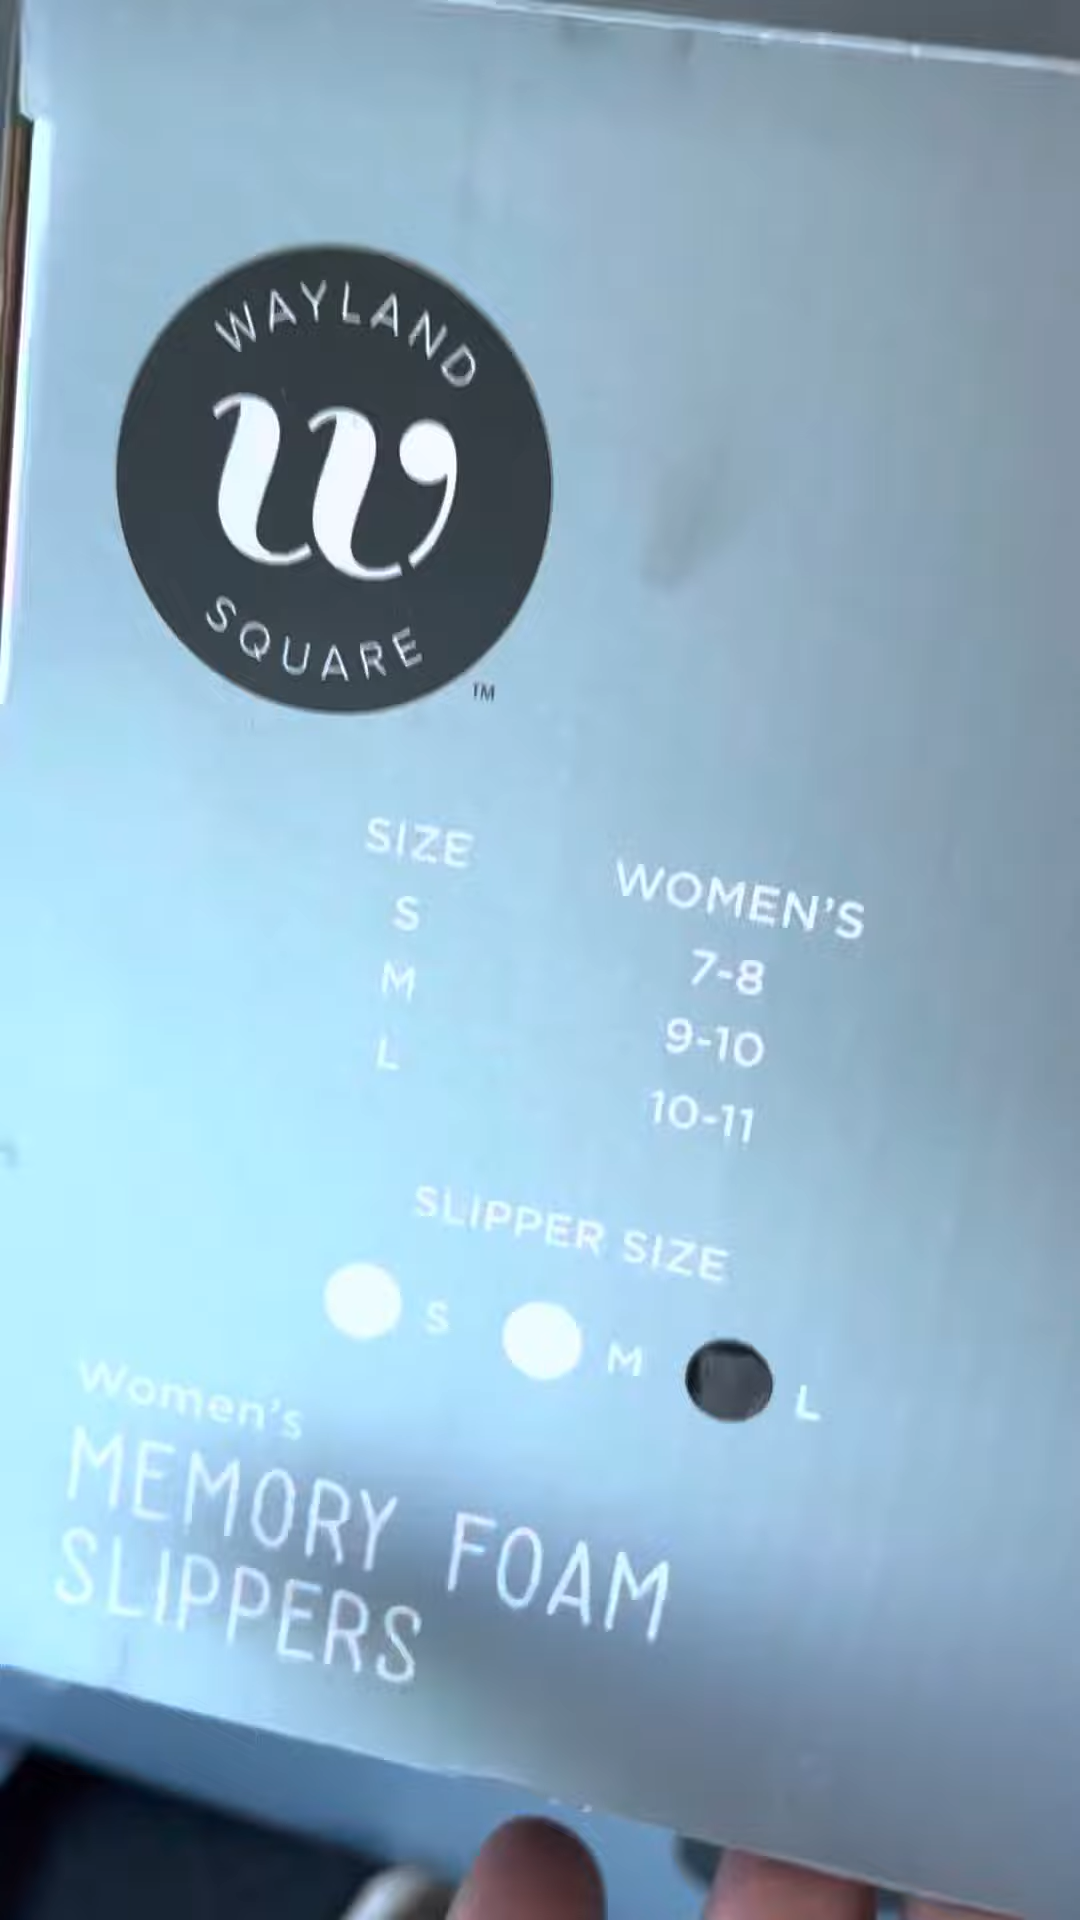 WAYLAND
W
SQUARE
TM
SIZE WOMEN'S
S 7-8
M 9-10
L 10-11
SLIPPER SIZE
S M L
Women's
MEMORY FOAM
SLIPPERS